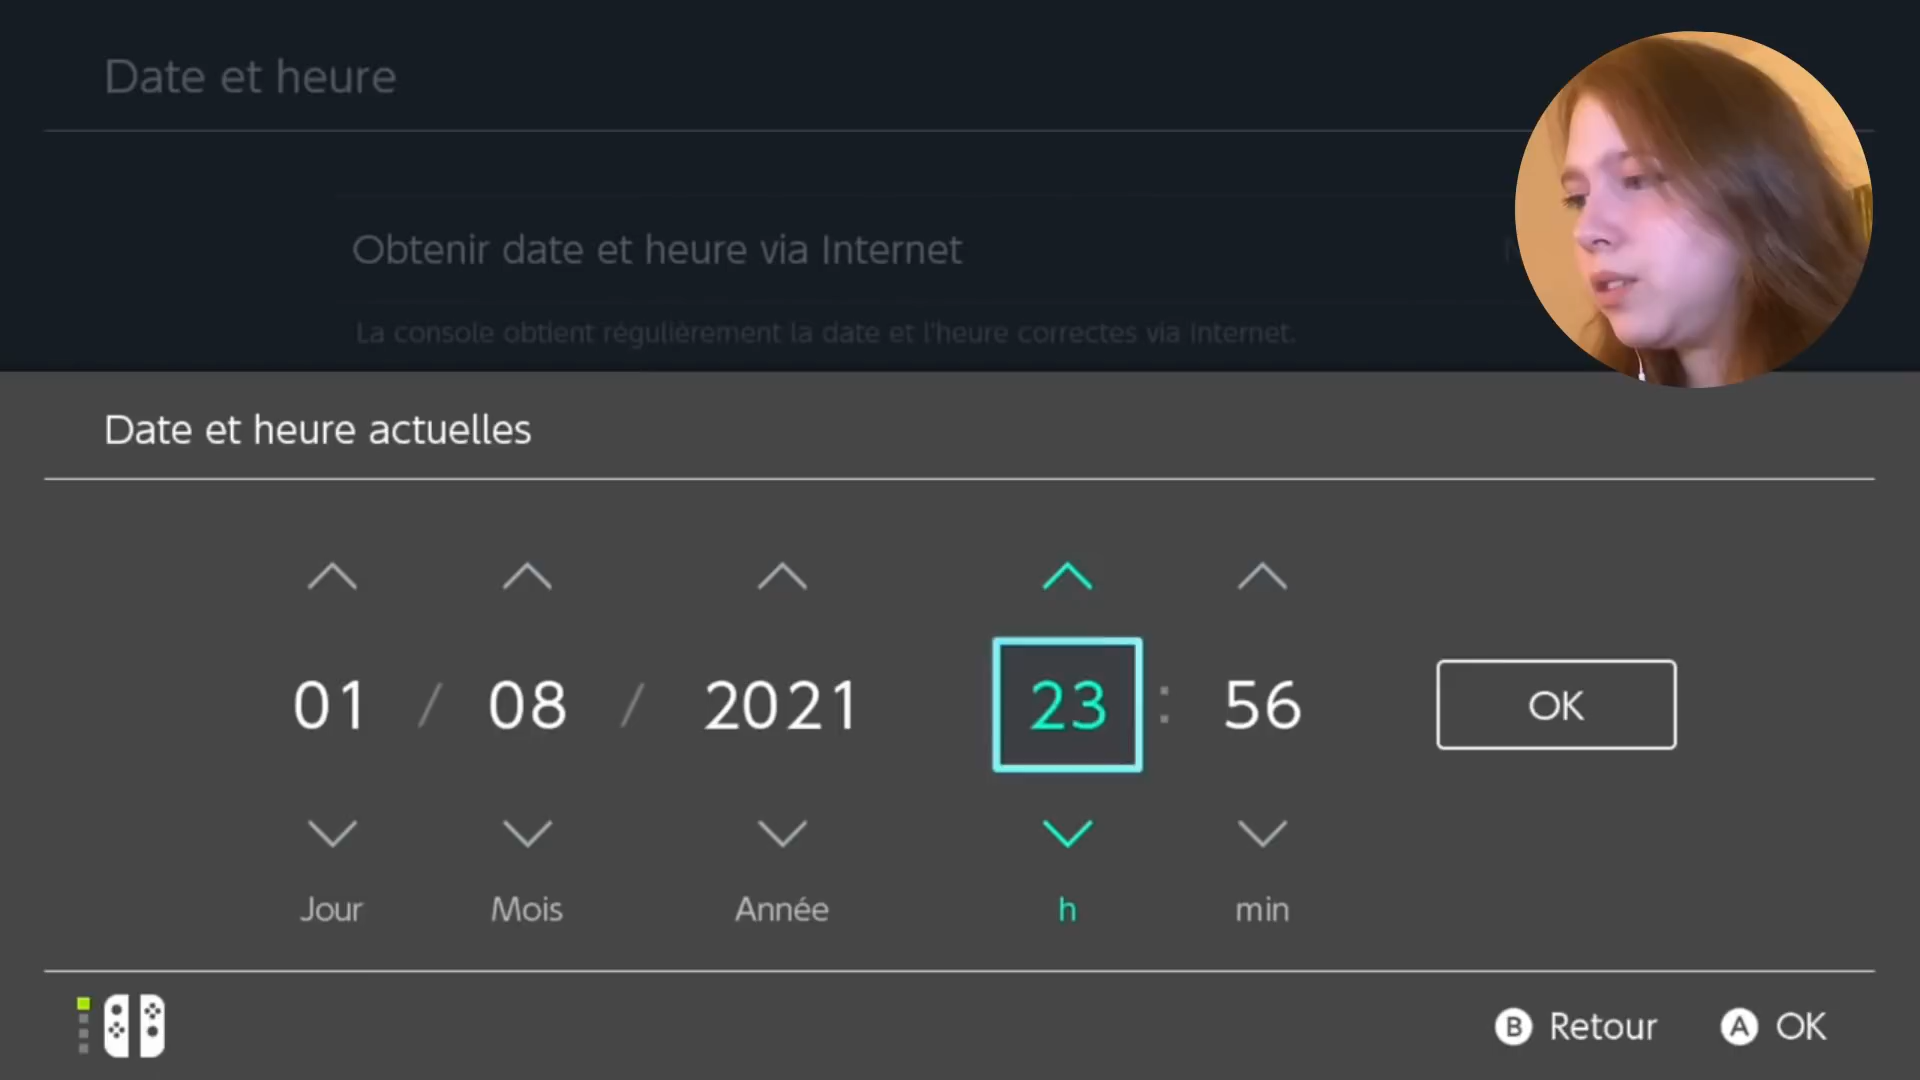 Date et heure
Obtenir date et heure via Internet
La console obtient régulièrement la date et l'heure correctes via Internet.
Date et heure actuelles
01 / 08 / 2021 23 : 56 OK
Jour Mois Année h min
B Retour A OK